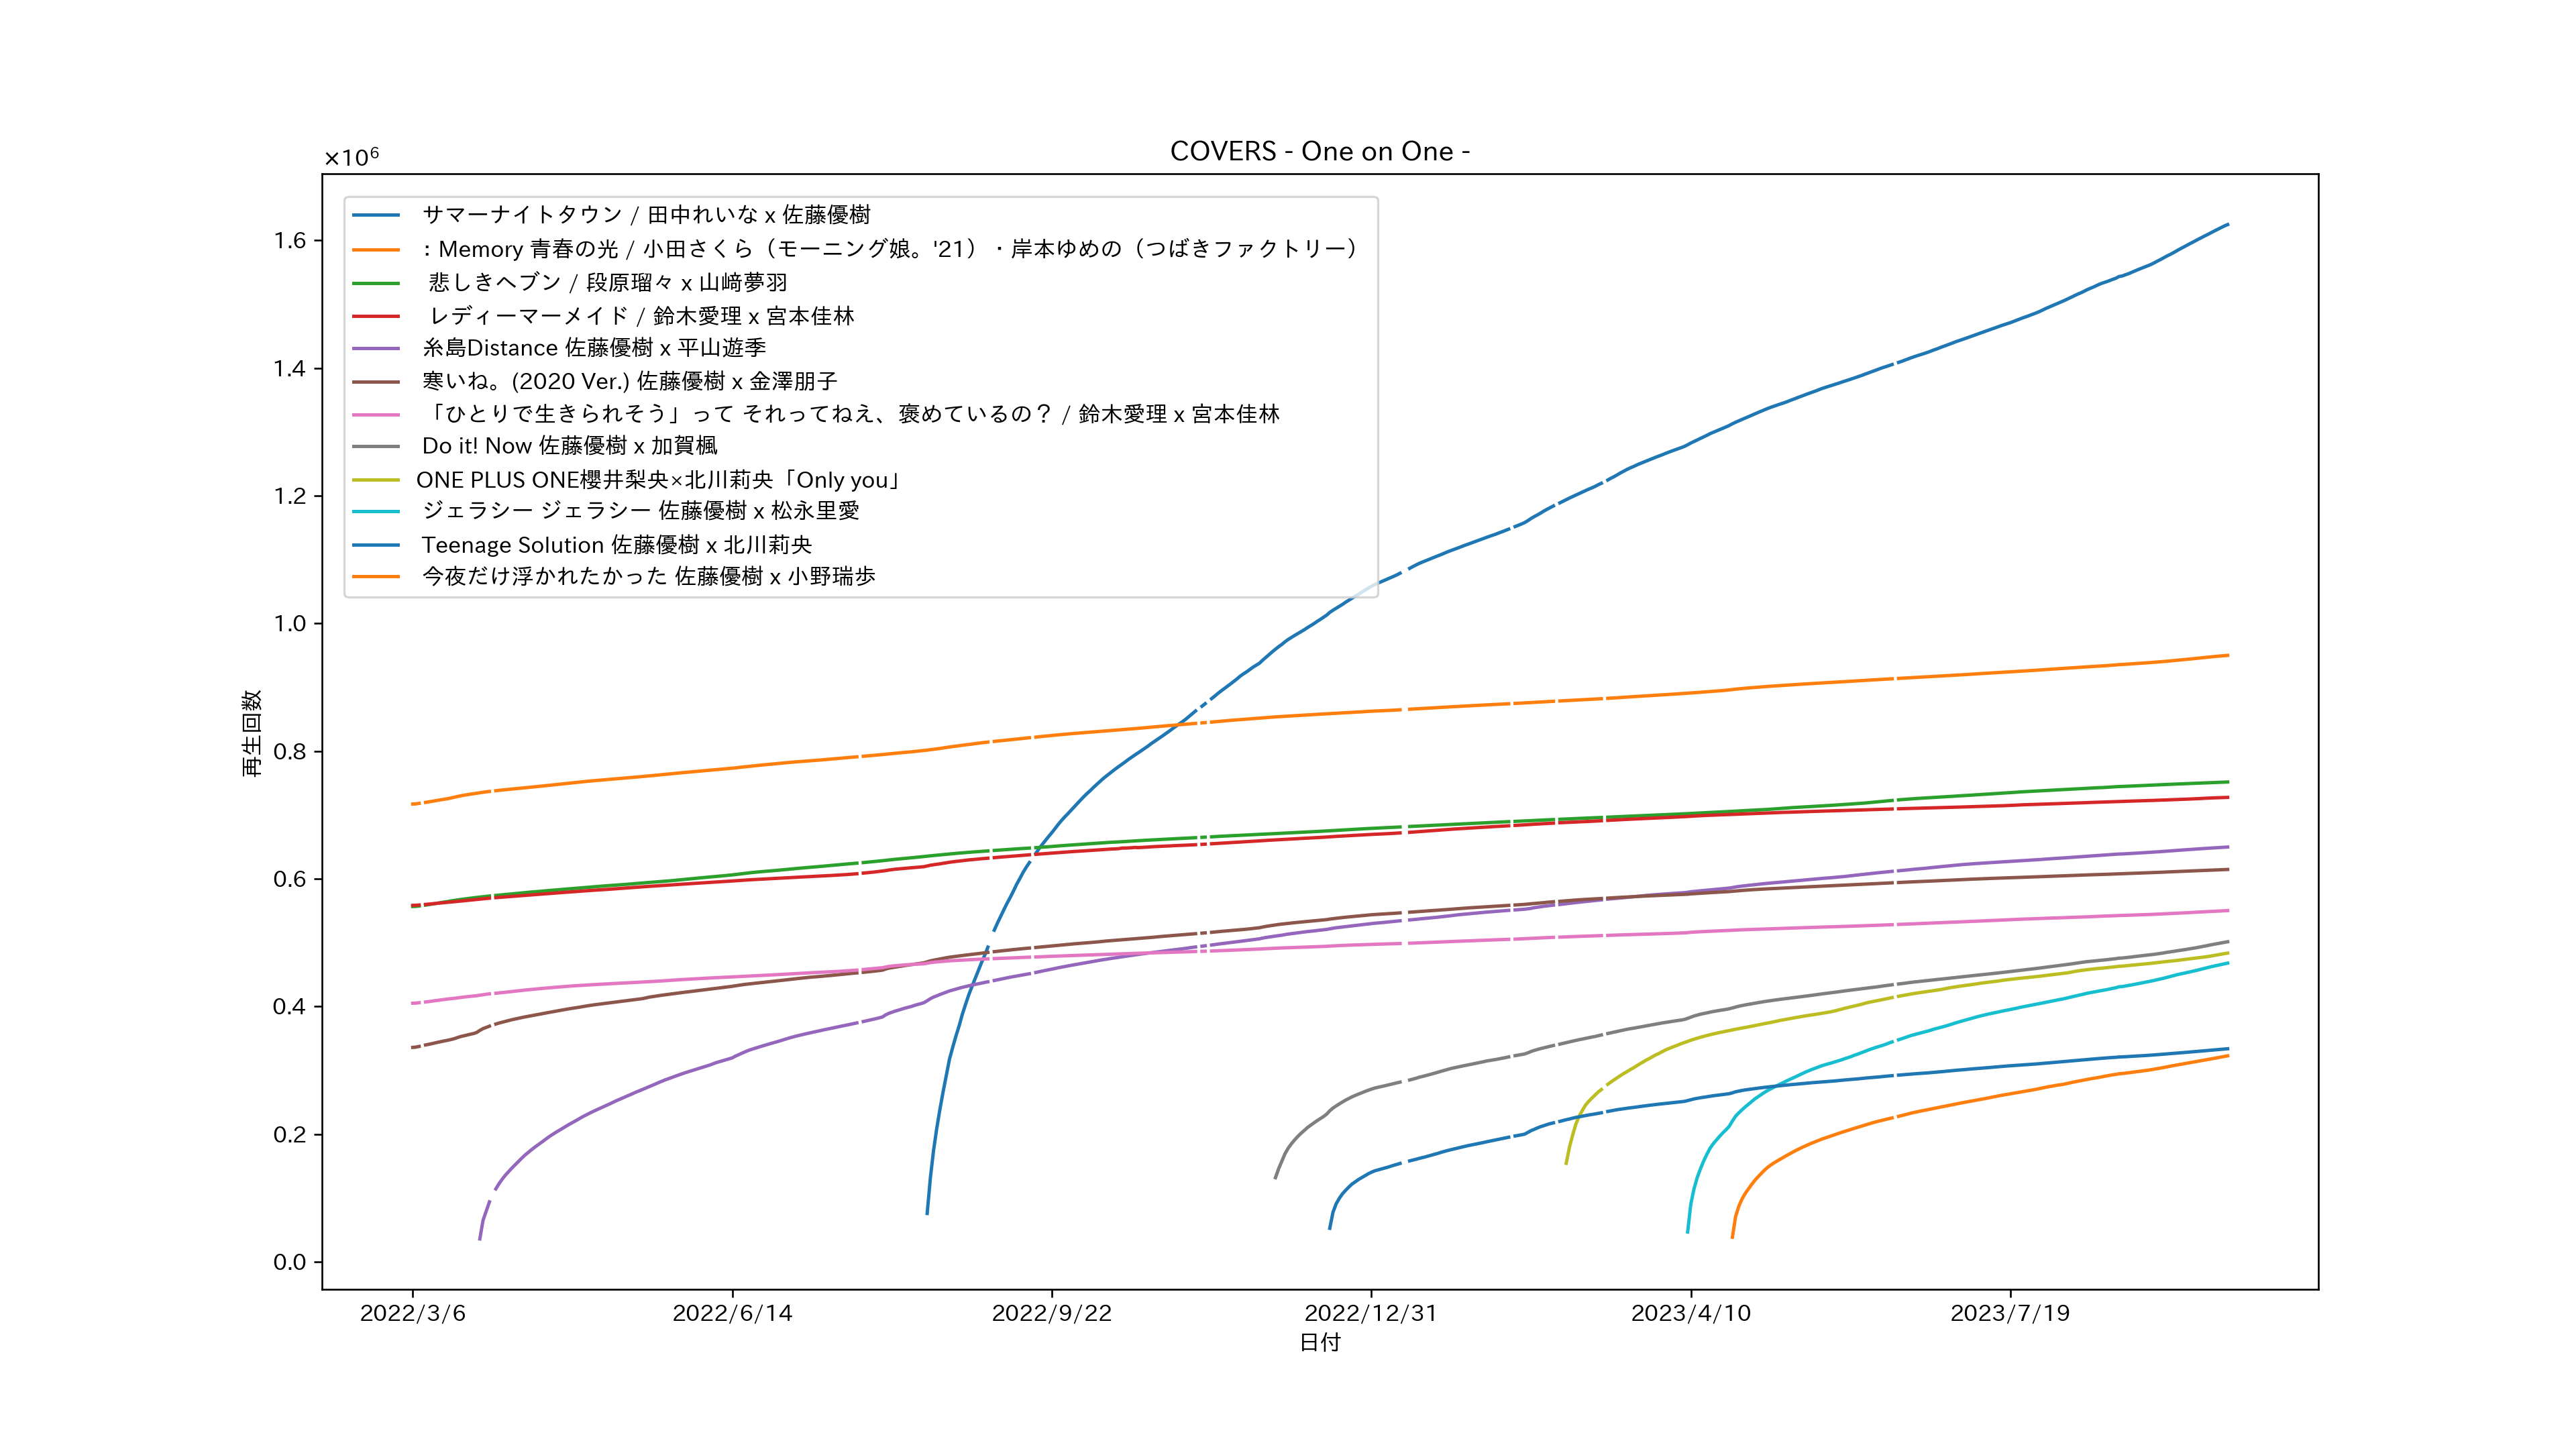 COVERS - One on One -
×10⁶
サマーナイトタウン / 田中れいな x 佐藤優樹
: Memory 青春の光 / 小田さくら（モーニング娘。'21）・岸本ゆめの（つばきファクトリー）
悲しきヘブン / 段原瑠々 x 山﨑夢羽
レディーマーメイド / 鈴木愛理 x 宮本佳林
糸島Distance 佐藤優樹 x 平山遊季
寒いね。(2020 Ver.) 佐藤優樹 x 金澤朋子
「ひとりで生きられそう」って それってねえ、褒めているの？ / 鈴木愛理 x 宮本佳林
Do it! Now 佐藤優樹 x 加賀楓
ONE PLUS ONE櫻井梨央×北川莉央「Only you」
ジェラシー ジェラシー 佐藤優樹 x 松永里愛
Teenage Solution 佐藤優樹 x 北川莉央
今夜だけ浮かれたかった 佐藤優樹 x 小野瑞歩
1.6
1.4
1.2
1.0
0.8
0.6
0.4
0.2
0.0
再生回数
2022/3/6
2022/6/14
2022/9/22
2022/12/31
2023/4/10
2023/7/19
日付